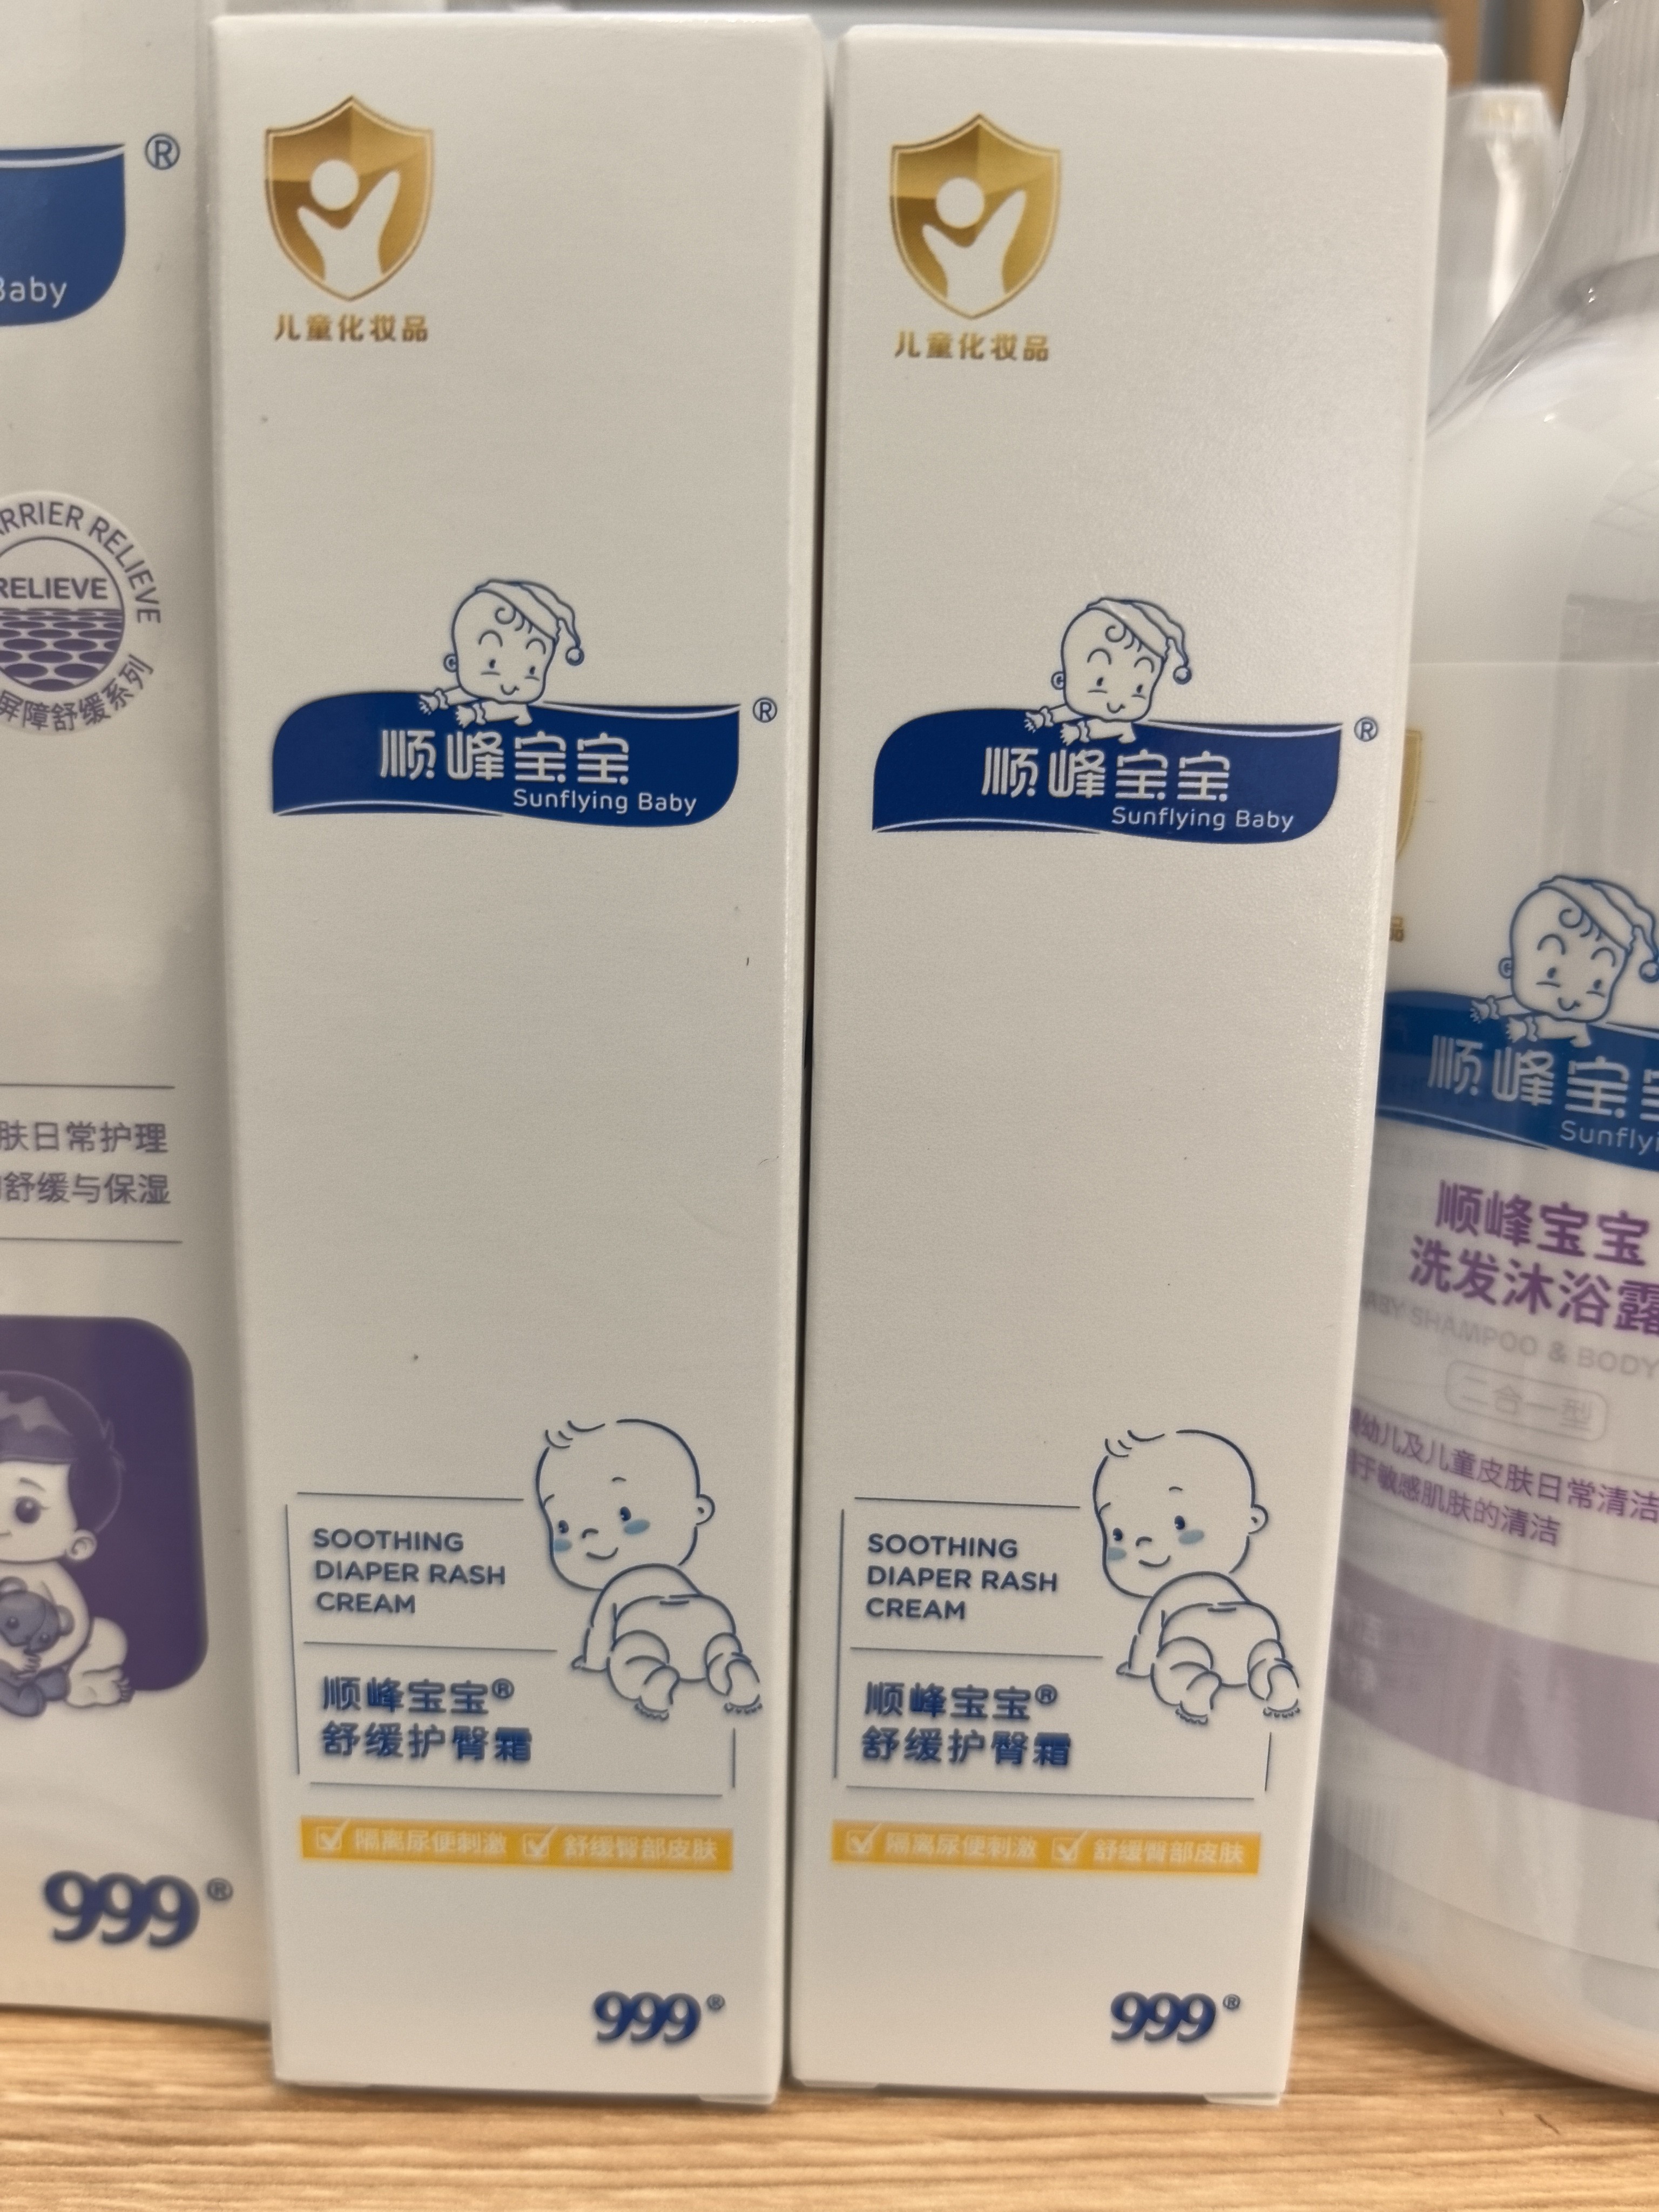 ®
Baby
RRIER RELIEVE
RELIEVE
屏障舒缓系列
肤日常护理
舒缓与保湿
999®
儿童化妆品
顺峰宝宝®
Sunflying Baby
SOOTHING
DIAPER RASH
CREAM
顺峰宝宝®
舒缓护臀霜
隔离尿便刺激 舒缓臀部皮肤
999®
儿童化妆品
顺峰宝宝®
Sunflying Baby
SOOTHING
DIAPER RASH
CREAM
顺峰宝宝®
舒缓护臀霜
隔离尿便刺激 舒缓臀部皮肤
999®
品
顺峰宝宝
Sunflyi
顺峰宝宝
洗发沐浴露
BABY SHAMPOO & BODY
二合一型
幼儿及儿童皮肤日常清洁
于敏感肌肤的清洁